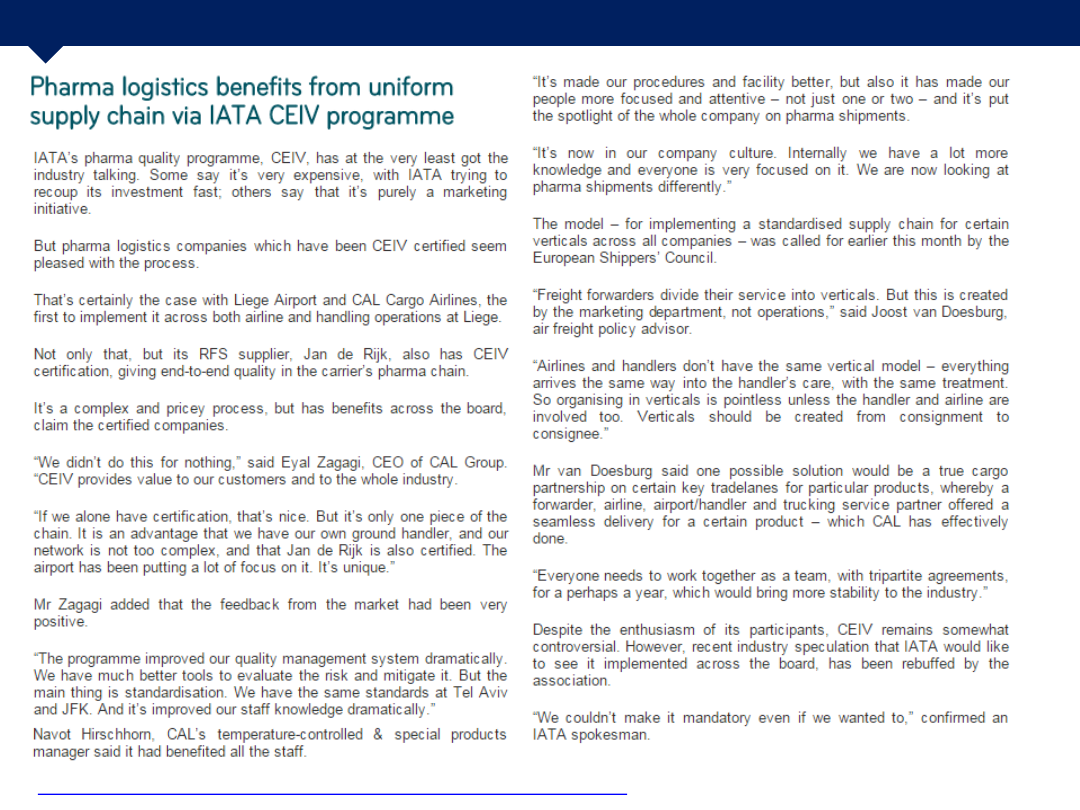 Pharma logistics benefits from uniform
supply chain via IATA CEIV programme
IATA's pharma quality programme, CEIV, has at the very least got the
industry talking. Some say it's very expensive, with IATA trying to
recoup its investment fast; others say that it's purely a marketing
initiative.
But pharma logistics companies which have been CEIV certified seem
pleased with the process.
That's certainly the case with Liege Airport and CAL Cargo Airlines, the
first to implement it across both airline and handling operations at Liege.
Not only that, but its RFS supplier, Jan de Rijk, also has CEIV
certification, giving end-to-end quality in the carrier's pharma chain.
It's a complex and pricey process, but has benefits across the board,
claim the certified companies.
“We didn't do this for nothing,” said Eyal Zagagi, CEO of CAL Group.
“CEIV provides value to our customers and to the whole industry.
“If we alone have certification, that's nice. But it's only one piece of the
chain. It is an advantage that we have our own ground handler, and our
network is not too complex, and that Jan de Rijk is also certified. The
airport has been putting a lot of focus on it. It's unique.”
Mr Zagagi added that the feedback from the market had been very
positive.
“The programme improved our quality management system dramatically.
We have much better tools to evaluate the risk and mitigate it. But the
main thing is standardisation. We have the same standards at Tel Aviv
and JFK. And it's improved our staff knowledge dramatically.”
Navot Hirschhorn, CAL's temperature-controlled & special products
manager said it had benefited all the staff.
“It's made our procedures and facility better, but also it has made our
people more focused and attentive – not just one or two – and it's put
the spotlight of the whole company on pharma shipments.
“It's now in our company culture. Internally we have a lot more
knowledge and everyone is very focused on it. We are now looking at
pharma shipments differently.”
The model – for implementing a standardised supply chain for certain
verticals across all companies – was called for earlier this month by the
European Shippers' Council.
“Freight forwarders divide their service into verticals. But this is created
by the marketing department, not operations,” said Joost van Doesburg,
air freight policy advisor.
“Airlines and handlers don't have the same vertical model – everything
arrives the same way into the handler's care, with the same treatment.
So organising in verticals is pointless unless the handler and airline are
involved too. Verticals should be created from consignment to
consignee.”
Mr van Doesburg said one possible solution would be a true cargo
partnership on certain key tradelanes for particular products, whereby a
forwarder, airline, airport/handler and trucking service partner offered a
seamless delivery for a certain product – which CAL has effectively
done.
“Everyone needs to work together as a team, with tripartite agreements,
for a perhaps a year, which would bring more stability to the industry.”
Despite the enthusiasm of its participants, CEIV remains somewhat
controversial. However, recent industry speculation that IATA would like
to see it implemented across the board, has been rebuffed by the
association.
“We couldn't make it mandatory even if we wanted to,” confirmed an
IATA spokesman.